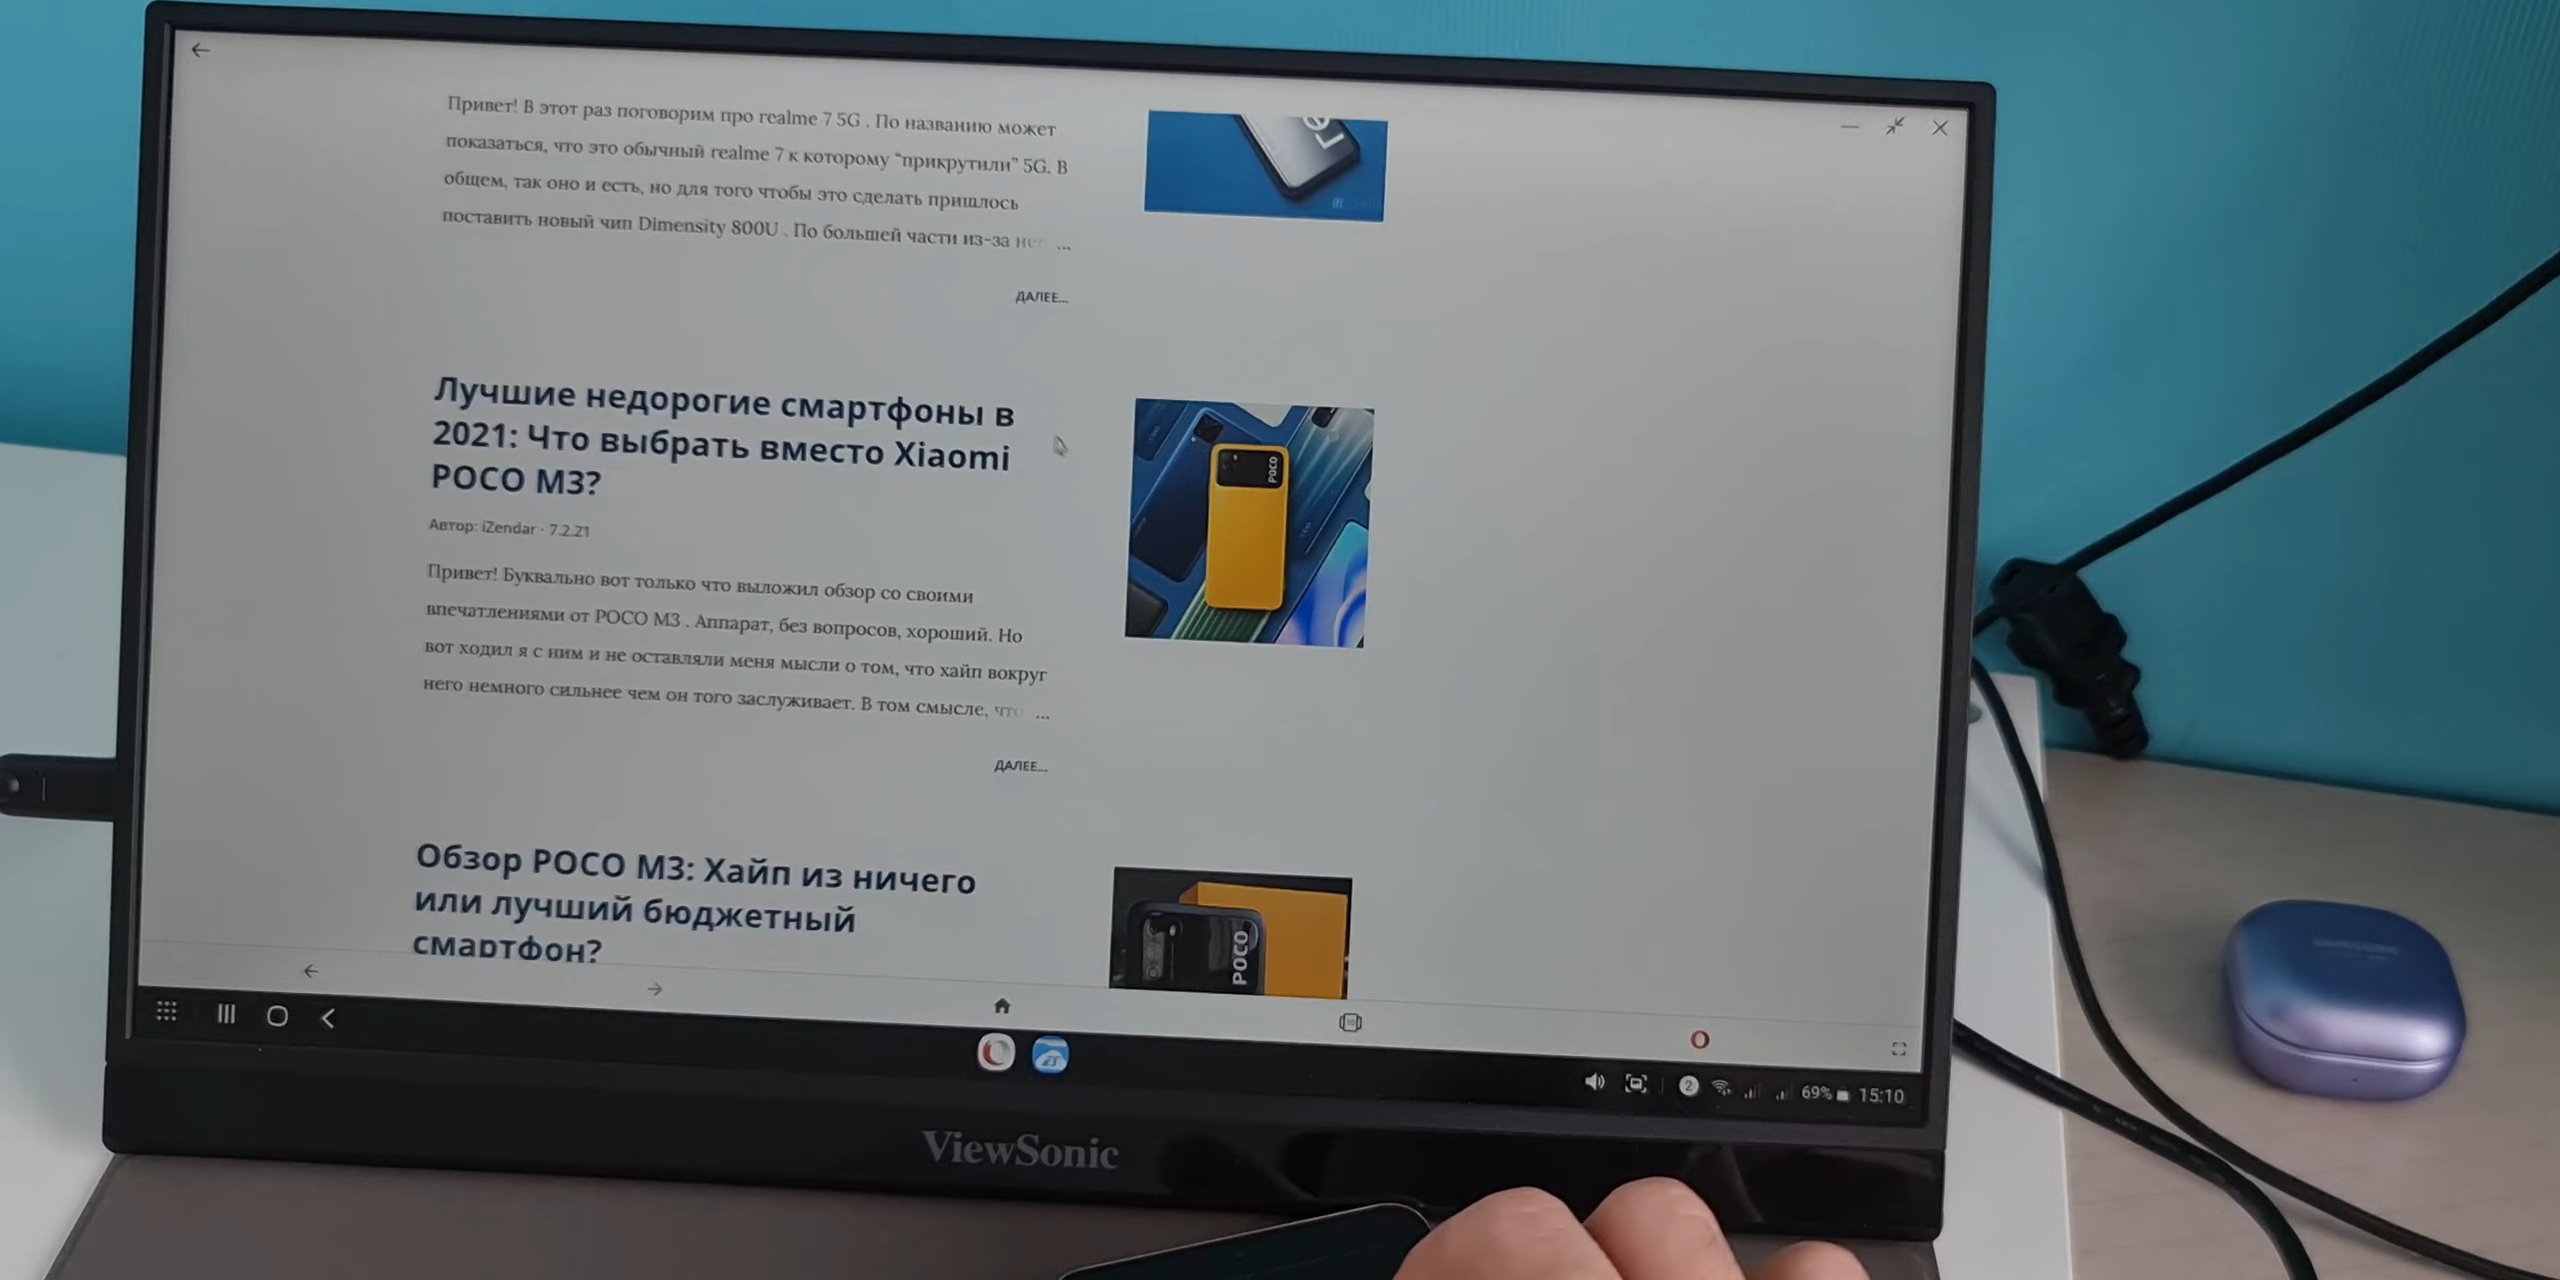 Привет! В этот раз поговорим про realme 7 5G . По названию может
показаться, что это обычный realme 7 к которому "прикрутили" 5G. В
общем, так оно и есть, но для того чтобы это сделать пришлось
поставить новый чип Dimensity 800U . По большей части из-за нег ...
ДАЛЕЕ...
Лучшие недорогие смартфоны в
2021: Что выбрать вместо Xiaomi
POCO M3?
Автор: iZendar · 7.2.21
POCO
Привет! Буквально вот только что выложил обзор со своими
впечатлениями от POCO M3 . Аппарат, без вопросов, хороший. Но
вот ходил я с ним и не оставляли меня мысли о том, что хайп вокруг
него немного сильнее чем он того заслуживает. В том смысле, что ...
ДАЛЕЕ...
Обзор POCO M3: Хайп из ничего
или лучший бюджетный
смартфон?
POCO
2 69% 15:10
ViewSonic
SAMSUNG